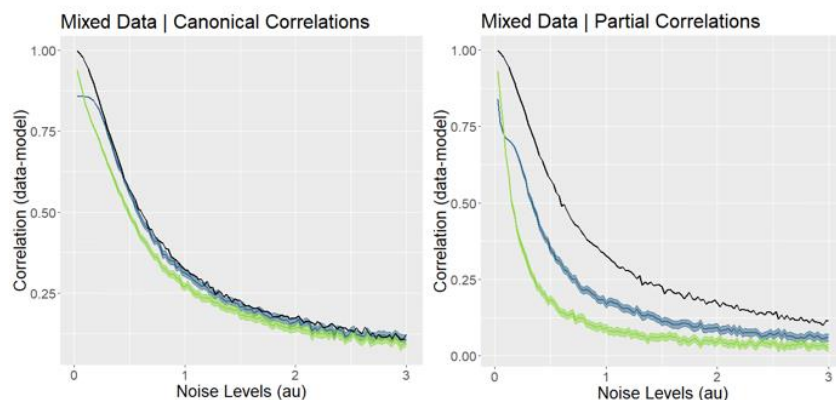 Mixed Data | Canonical Correlations
1.00
0.75
0.50
0.25
Correlation (data-model)
0
1
2
3
Noise Levels (au)
Mixed Data | Partial Correlations
1.00
0.75
0.50
0.25
0.00
Correlation (data-model)
0
1
2
3
Noise Levels (au)